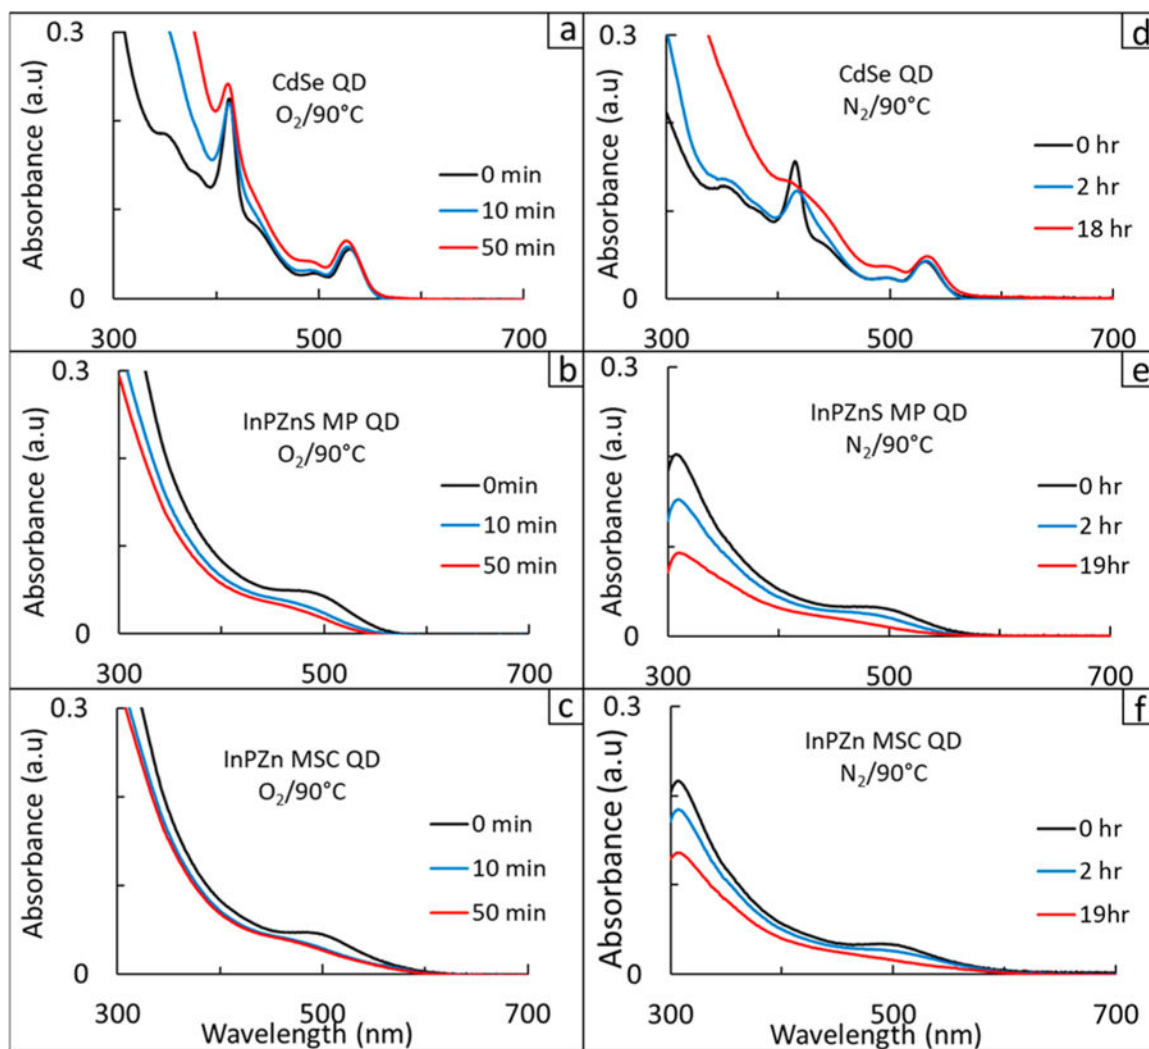 a
0.3
Absorbance (a.u)
0
CdSe QD
O₂/90°C
0 min
10 min
50 min
300
500
700
d
0.3
Absorbance (a.u)
0
CdSe QD
N₂/90°C
0 hr
2 hr
18 hr
300
500
700
b
0.3
Absorbance (a.u)
0
InPZnS MP QD
O₂/90°C
0min
10 min
50 min
300
500
700
e
0.3
Absorbance (a.u)
0
InPZnS MP QD
N₂/90°C
0 hr
2 hr
19hr
300
500
700
c
0.3
Absorbance (a.u)
0
InPZn MSC QD
O₂/90°C
0 min
10 min
50 min
300
500
700
Wavelength (nm)
f
0.3
Absorbance (a.u)
0
InPZn MSC QD
N₂/90°C
0 hr
2 hr
19hr
300
500
700
Wavelength (nm)